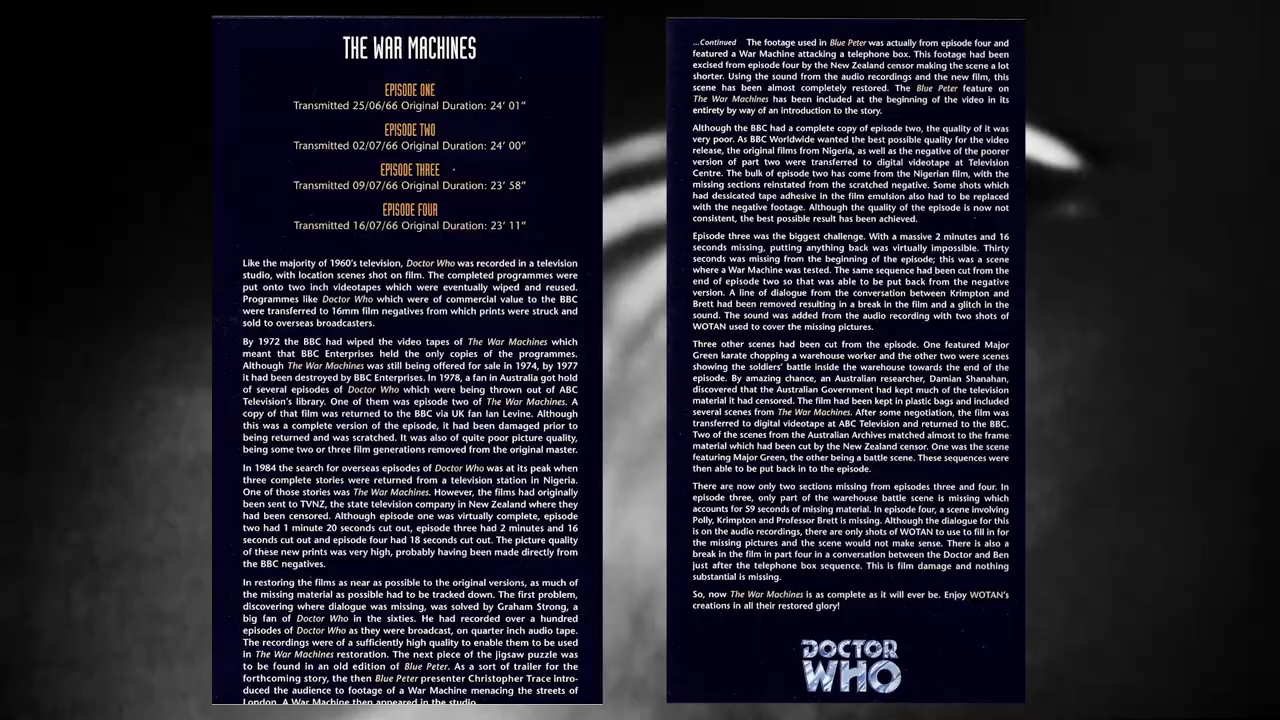 THE WAR MACHINES
EPISODE ONE
Transmitted 25/06/66 Original Duration: 24’ 01”
EPISODE TWO
Transmitted 02/07/66 Original Duration: 24’ 00”
EPISODE THREE
Transmitted 09/07/66 Original Duration: 23’ 58”
EPISODE FOUR
Transmitted 16/07/66 Original Duration: 23’ 11”
Like the majority of 1960’s television, Doctor Who was recorded in a television
studio, with location scenes shot on film. The completed programmes were
put onto two inch videotapes which were eventually wiped and reused.
Programmes like Doctor Who which were of commercial value to the BBC
were transferred to 16mm film negatives from which prints were struck and
sold to overseas broadcasters.
By 1972 the BBC had wiped the video tapes of The War Machines which
meant that BBC Enterprises held the only copies of the programmes.
Although The War Machines was still being offered for sale in 1974, by 1977
it had been destroyed by BBC Enterprises. In 1978, a fan in Australia got hold
of several episodes of Doctor Who which were being thrown out of ABC
Television’s library. One of them was episode two of The War Machines. A
copy of that film was returned to the BBC via UK fan Ian Levine. Although
this was a complete version of the episode, it had been damaged prior to
being returned and was scratched. It was also of quite poor picture quality,
being some two or three film generations removed from the original master.
In 1984 the search for overseas episodes of Doctor Who was at its peak when
three complete stories were returned from a television station in Nigeria.
One of those stories was The War Machines. However, the films had originally
been sent to TVNZ, the state television company in New Zealand where they
had been censored. Although episode one was virtually complete, episode
two had 1 minute 20 seconds cut out, episode three had 2 minutes and 16
seconds cut out and episode four had 18 seconds cut out. The picture quality
of these new prints was very high, probably having been made directly from
the BBC negatives.
In restoring the films as near as possible to the original versions, as much of
the missing material as possible had to be tracked down. The first problem,
discovering where dialogue was missing, was solved by Graham Strong, a
big fan of Doctor Who in the sixties. He had recorded over a hundred
episodes of Doctor Who as they were broadcast, on quarter inch audio tape.
The recordings were of a sufficiently high quality to enable them to be used
in The War Machines restoration. The next piece of the jigsaw puzzle was
to be found in an old edition of Blue Peter. As a sort of trailer for the
forthcoming story, the then Blue Peter presenter Christopher Trace intro-
duced the audience to footage of a War Machine menacing the streets of
London. A War Machine then appeared in the studio.
...Continued The footage used in Blue Peter was actually from episode four and
featured a War Machine attacking a telephone box. This footage had been
excised from episode four by the New Zealand censor making the scene a lot
shorter. Using the sound from the audio recordings and the new film, this
scene has been almost completely restored. The Blue Peter feature on
The War Machines has been included at the beginning of the video in its
entirety by way of an introduction to the story.
Although the BBC had a complete copy of episode two, the quality of it was
very poor. As BBC Worldwide wanted the best possible quality for the video
release, the original films from Nigeria, as well as the negative of the poorer
version of part two were transferred to digital videotape at Television
Centre. The bulk of episode two has come from the Nigerian film, with the
missing sections reinstated from the scratched negative. Some shots which
had dessicated tape adhesive in the film emulsion also had to be replaced
with the negative footage. Although the quality of the episode is now not
consistent, the best possible result has been achieved.
Episode three was the biggest challenge. With a massive 2 minutes and 16
seconds missing, putting anything back was virtually impossible. Thirty
seconds was missing from the beginning of the episode; this was a scene
where a War Machine was tested. The same sequence had been cut from the
end of episode two so that was able to be put back from the negative
version. A line of dialogue from the conversation between Krimpton and
Brett had been removed resulting in a break in the film and a glitch in the
sound. The sound was added from the audio recording with two shots of
WOTAN used to cover the missing pictures.
Three other scenes had been cut from the episode. One featured Major
Green karate chopping a warehouse worker and the other two were scenes
showing the soldiers’ battle inside the warehouse towards the end of the
episode. By amazing chance, an Australian researcher, Damian Shanahan,
discovered that the Australian Government had kept much of the television
material it had censored. The film had been kept in plastic bags and included
several scenes from The War Machines. After some negotiation, the film was
transferred to digital videotape at ABC Television and returned to the BBC.
Two of the scenes from the Australian Archives matched almost to the frame
material which had been cut by the New Zealand censor. One was the scene
featuring Major Green, the other being a battle scene. These sequences were
then able to be put back in to the episode.
There are now only two sections missing from episodes three and four. In
episode three, only part of the warehouse battle scene is missing which
accounts for 59 seconds of missing material. In episode four, a scene involving
Polly, Krimpton and Professor Brett is missing. Although the dialogue for this
is on the audio recordings, there are only shots of WOTAN to use to fill in for
the missing pictures and the scene would not make sense. There is also a
break in the film in part four in a conversation between the Doctor and Ben
just after the telephone box sequence. This is film damage and nothing
substantial is missing.
So, now The War Machines is as complete as it will ever be. Enjoy WOTAN’s
creations in all their restored glory!
DOCTOR
WHO